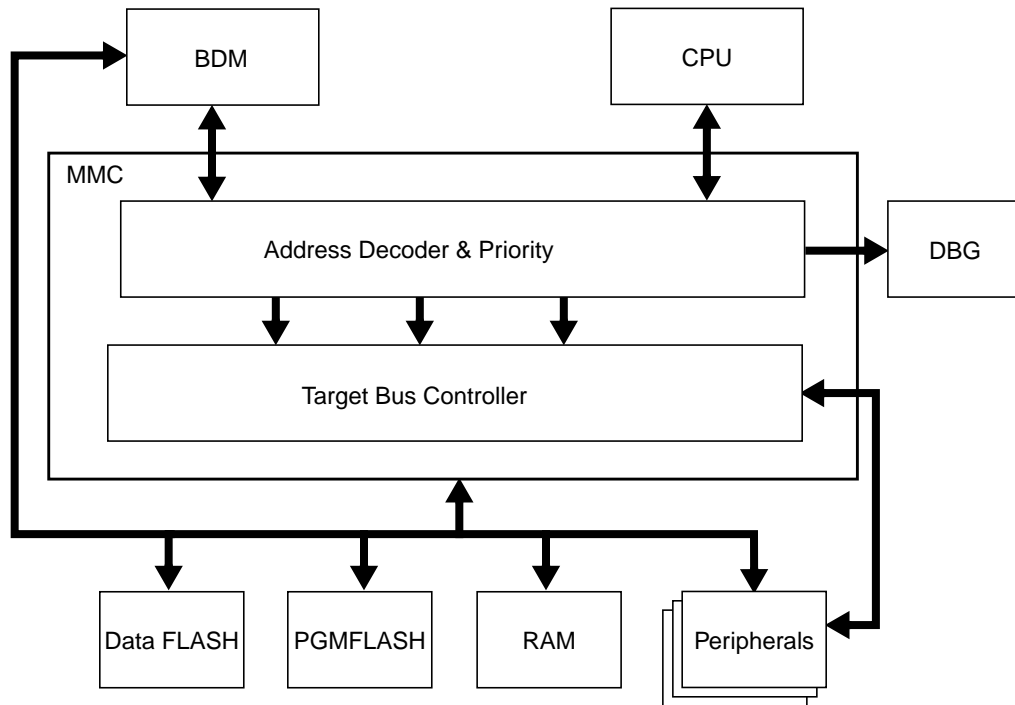 BDM
CPU
MMC
Address Decoder & Priority
DBG
Target Bus Controller
Data FLASH
PGMFLASH
RAM
Peripherals